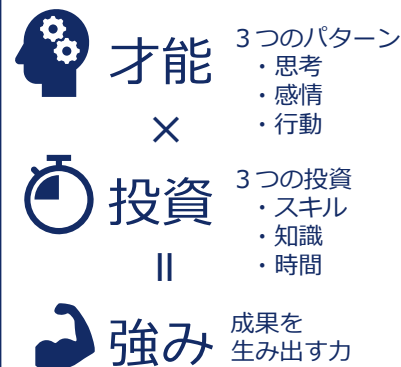 才能
３つのパターン
・思考
・感情
・行動
×
投資
３つの投資
・スキル
・知識
・時間
＝
強み
成果を
生み出す力